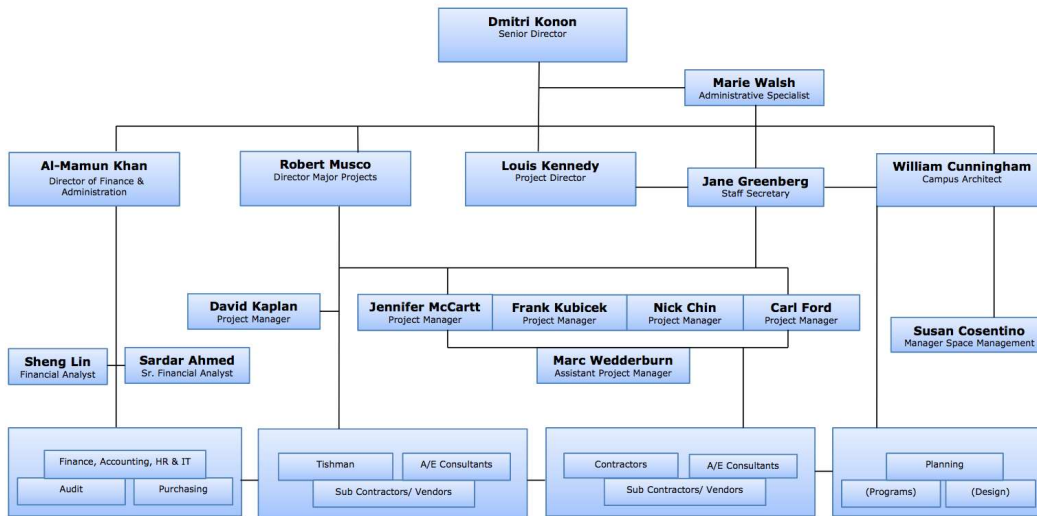 Dmitri Konon
Senior Director
Marie Walsh
Administrative Specialist
Al-Mamun Khan
Director of Finance &
Administration
Robert Musco
Director Major Projects
Louis Kennedy
Project Director
Jane Greenberg
Staff Secretary
William Cunningham
Campus Architect
David Kaplan
Project Manager
Jennifer McCartt
Project Manager
Frank Kubicek
Project Manager
Nick Chin
Project Manager
Carl Ford
Project Manager
Susan Cosentino
Manager Space Management
Sheng Lin
Financial Analyst
Sardar Ahmed
Sr. Financial Analyst
Marc Wedderburn
Assistant Project Manager
Finance, Accounting, HR & IT
Audit
Purchasing
Tishman
A/E Consultants
Sub Contractors/ Vendors
Contractors
A/E Consultants
Sub Contractors/ Vendors
Planning
(Programs)
(Design)